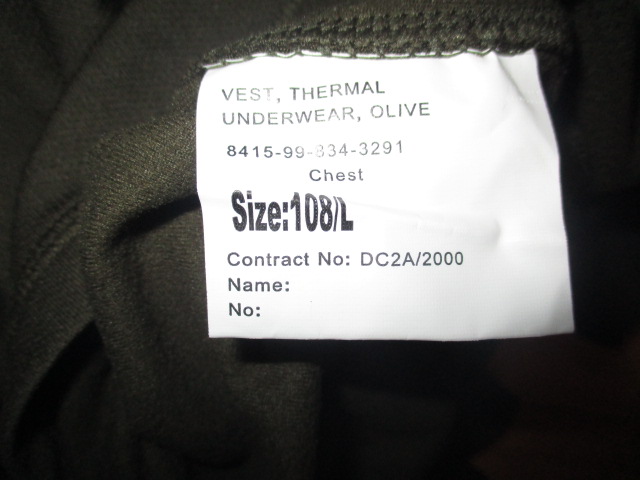 VEST, THERMAL
UNDERWEAR, OLIVE
8415-99-834-3291
Chest
Size:108/L
Contract No: DC2A/2000
Name:
No: